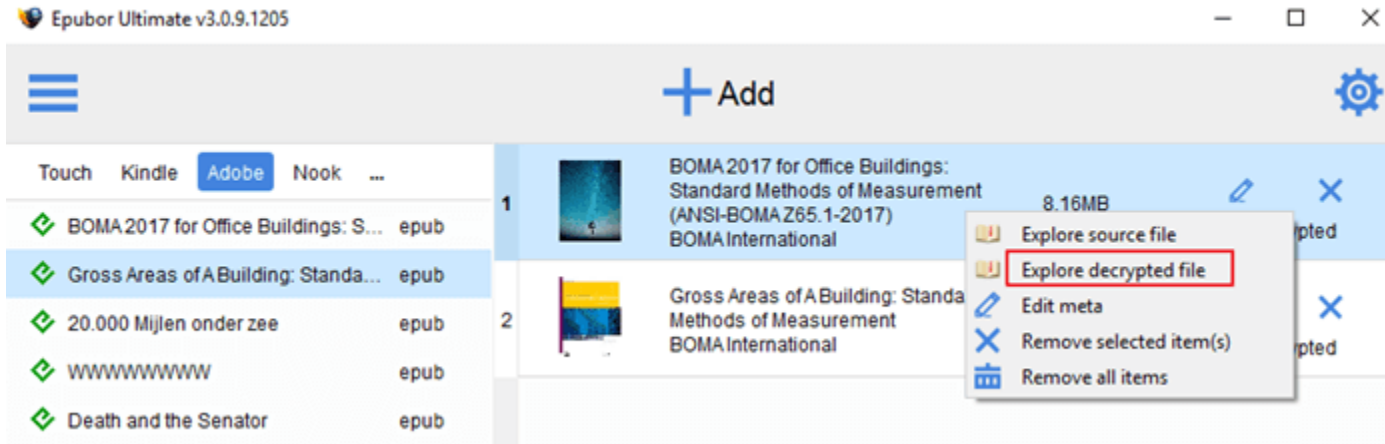 Epubor Ultimate v3.0.9.1205
Add
Touch Kindle Adobe Nook ...
BOMA 2017 for Office Buildings: S... epub
Gross Areas of A Building: Standa... epub
20.000 Mijlen onder zee epub
WWWWWWWW epub
Death and the Senator epub
1
BOMA 2017 for Office Buildings:
Standard Methods of Measurement
(ANSI-BOMA Z65.1-2017)
BOMA International
8.16MB
ypted
2
Gross Areas of A Building: Standa
Methods of Measurement
BOMA International
ypted
Explore source file
Explore decrypted file
Edit meta
Remove selected item(s)
Remove all items